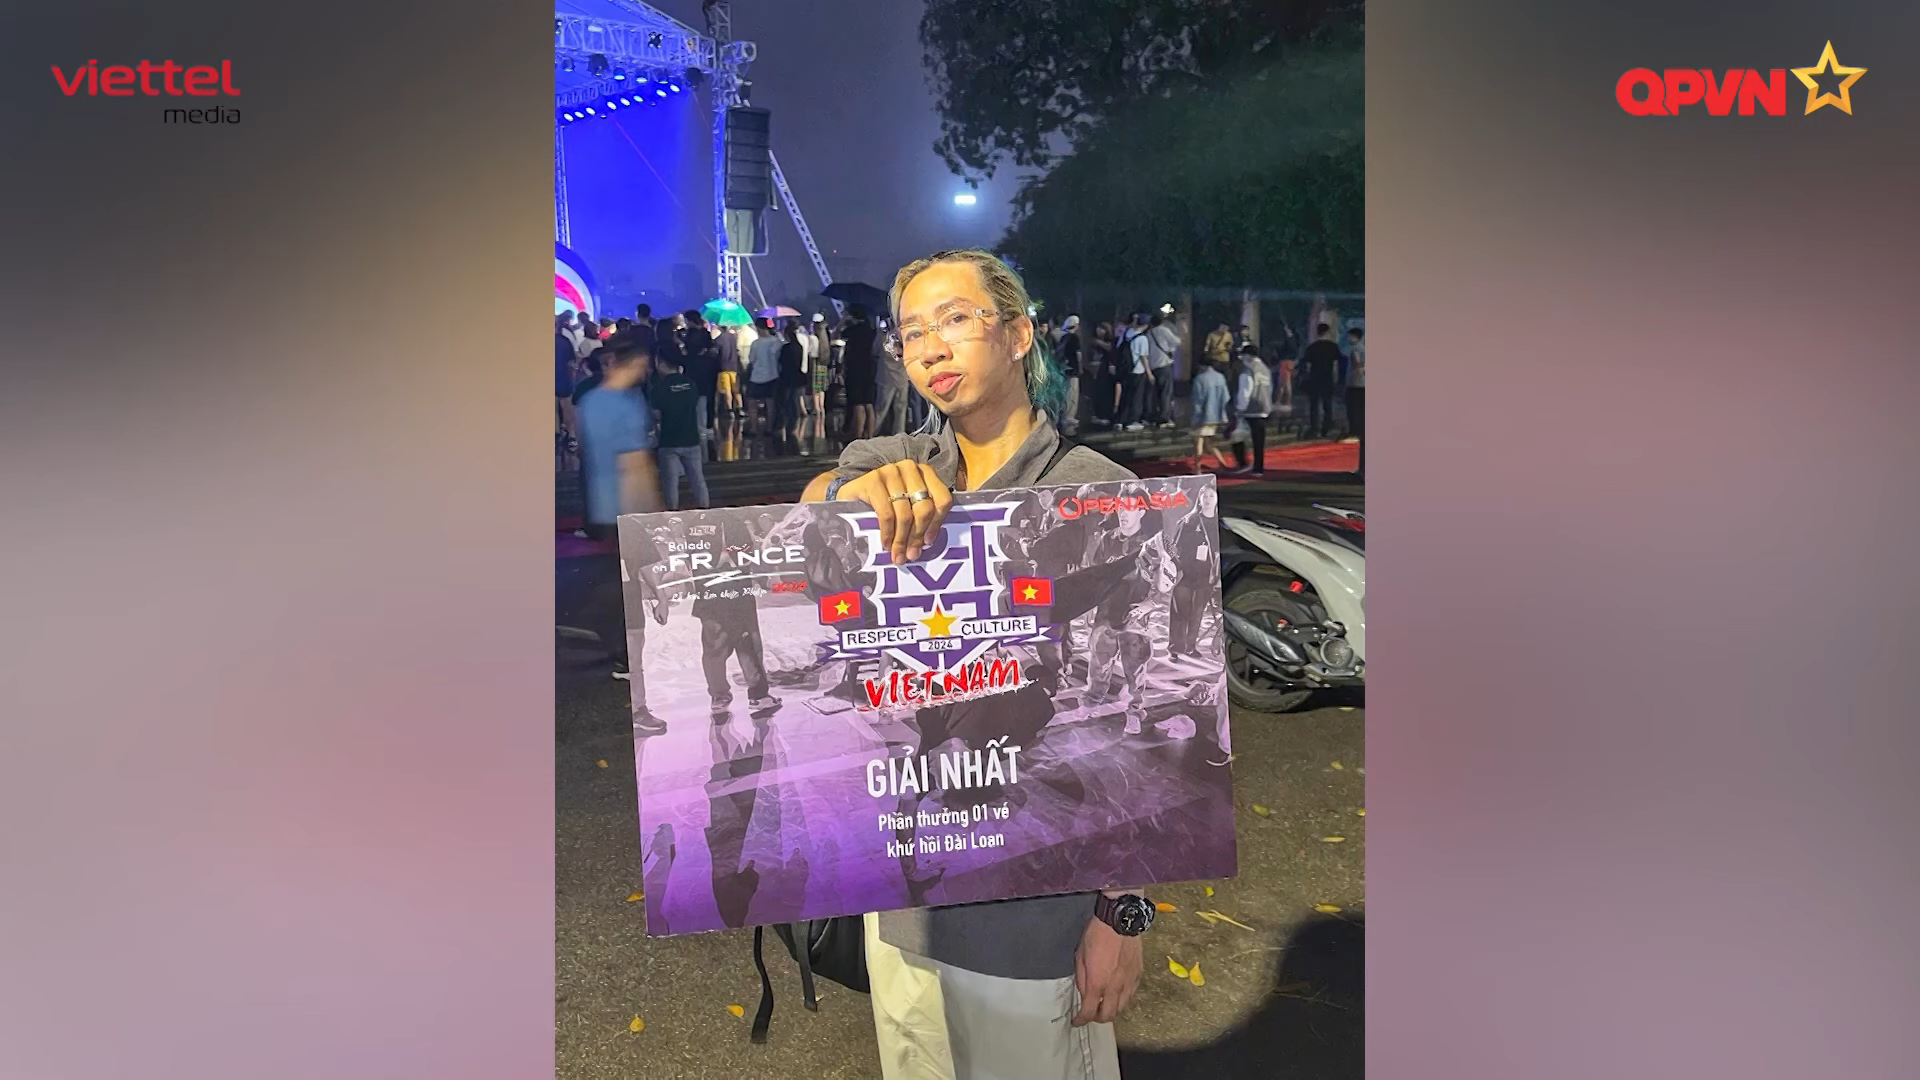 viettel
media
QPVN
OPENASIA
Balade
en FRANCE
RESPECT CULTURE
2024
VIETNAM
GIẢI NHẤT
Phần thưởng 01 vé
khứ hồi Đài Loan